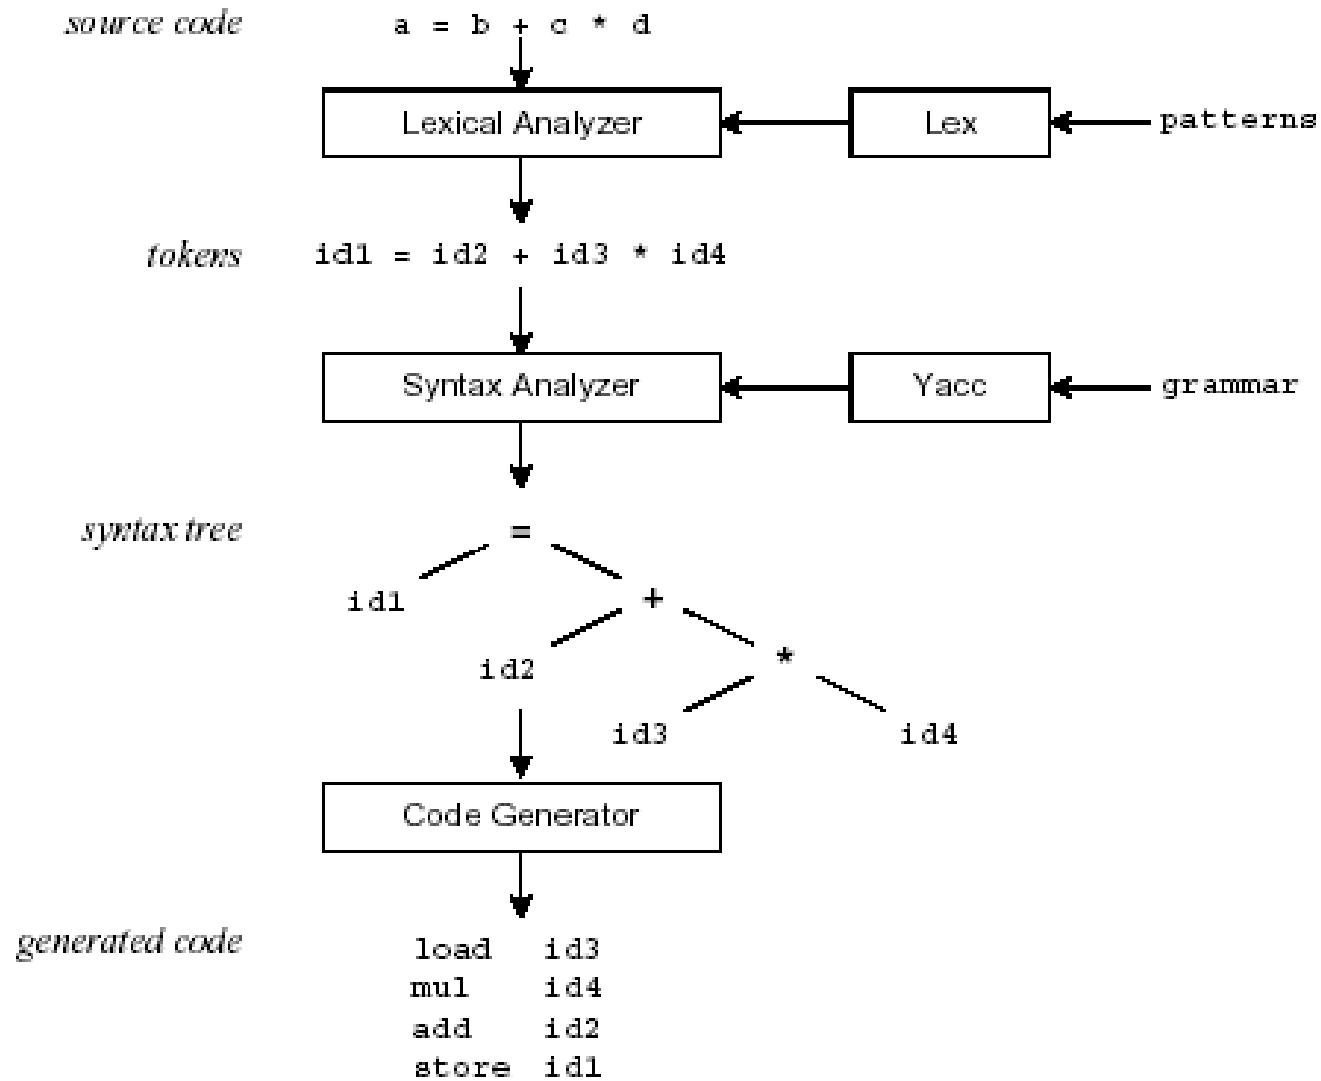 source code a = b + c * d
Lexical Analyzer Lex patterns
tokens id1 = id2 + id3 * id4
Syntax Analyzer Yacc grammar
syntax tree =
id1 +
id2 *
id3 id4
Code Generator
generated code load id3
mul id4
add id2
store id1